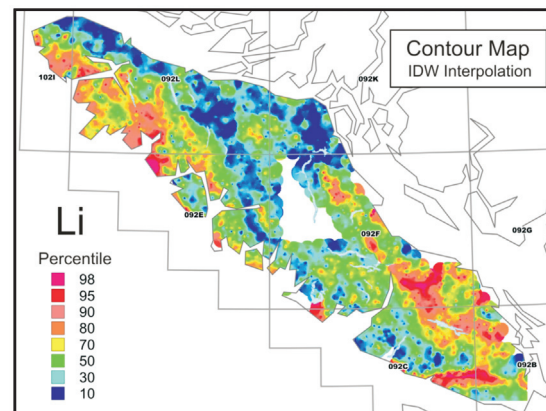 Contour Map
IDW Interpolation
102I
092L
092K
092E
092F
092G
092C
092B
Li
Percentile
98
95
90
80
70
50
30
10